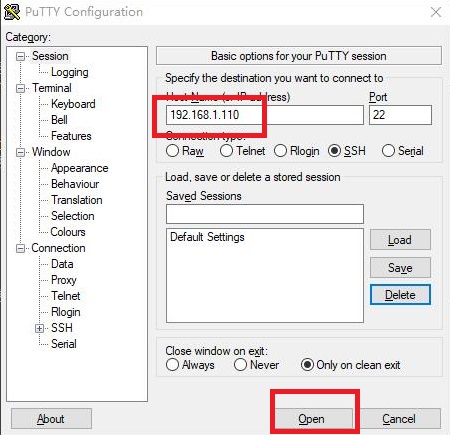 PuTTY Configuration
Category:
Session
Logging
Terminal
Keyboard
Bell
Features
Window
Appearance
Behaviour
Translation
Selection
Colours
Connection
Data
Proxy
Telnet
Rlogin
SSH
Serial
Basic options for your PuTTY session
Specify the destination you want to connect to
Host Name (or IP address) Port
192.168.1.110 22
Connection type:
Raw Telnet Rlogin SSH Serial
Load, save or delete a stored session
Saved Sessions
Default Settings
Load
Save
Delete
Close window on exit:
Always Never Only on clean exit
About Open Cancel